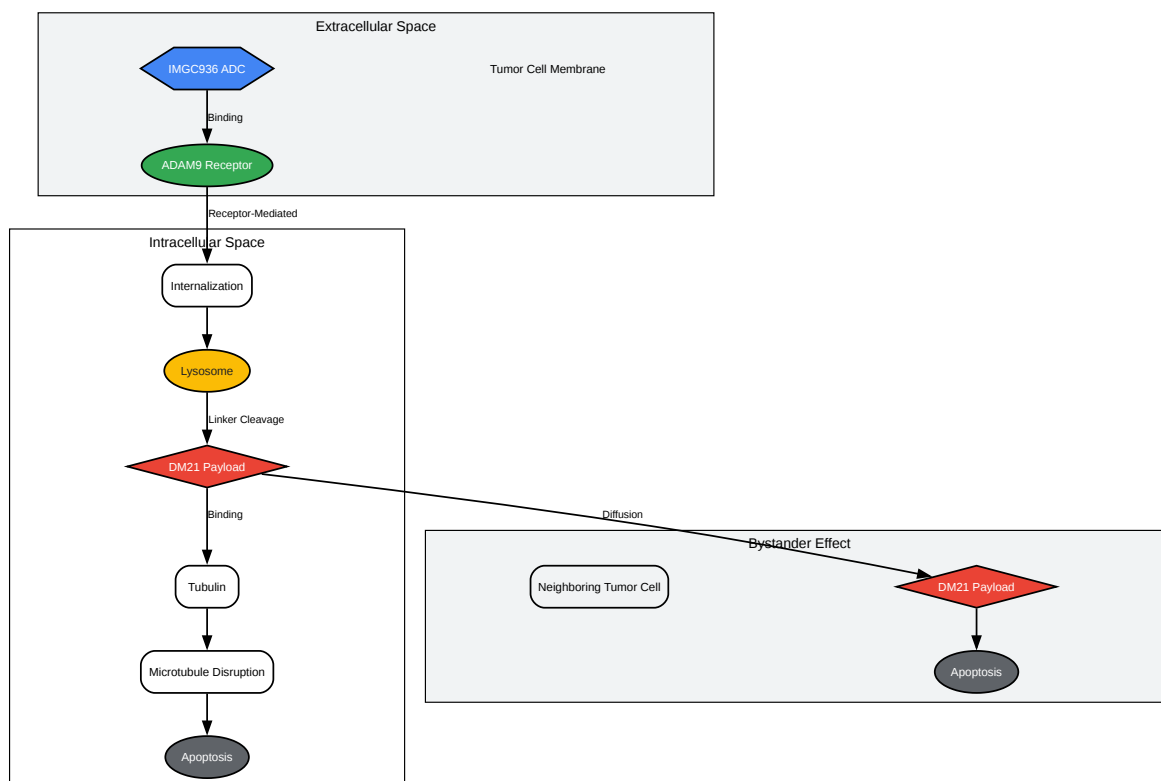 Extracellular Space
IMGC936 ADC
Tumor Cell Membrane
Binding
ADAM9 Receptor
Receptor-Mediated
Intracellular Space
Internalization
Lysosome
Linker Cleavage
DM21 Payload
Binding
Diffusion
Bystander Effect
Tubulin
Neighboring Tumor Cell
DM21 Payload
Microtubule Disruption
Apoptosis
Apoptosis